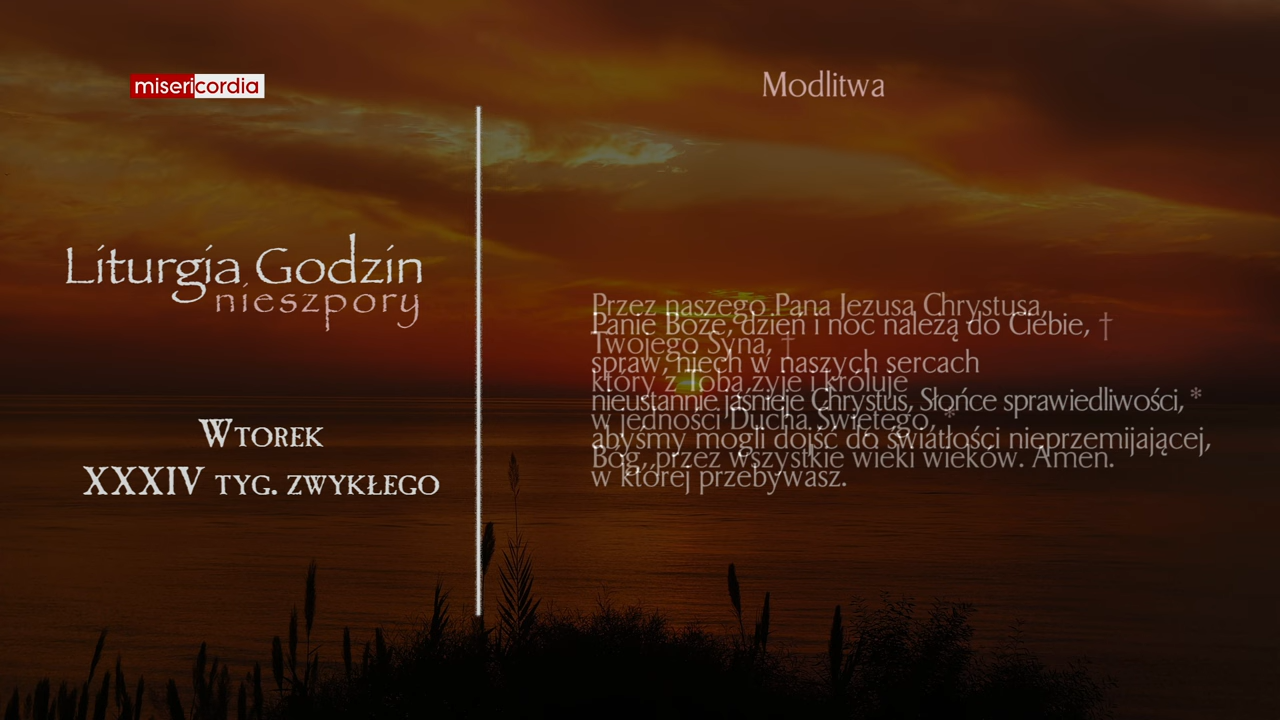 misericordia
Modlitwa
Liturgia Godzin
nieszpory
Wtorek
XXXIV tyg. zwykłego
Przez naszego Pana Jezusa Chrystusa,
Panie Boże, dzień i noc należą do Ciebie, †
Twojego Syna, †
spraw, niech w naszych sercach
który z Tobą żyje i króluje
nieustannie jaśnieje Chrystus, Słońce sprawiedliwości, *
w jedności Ducha Świętego, *
abyśmy mogli dojść do światłości nieprzemijającej,
Bóg, przez wszystkie wieki wieków. Amen.
w której przebywasz.